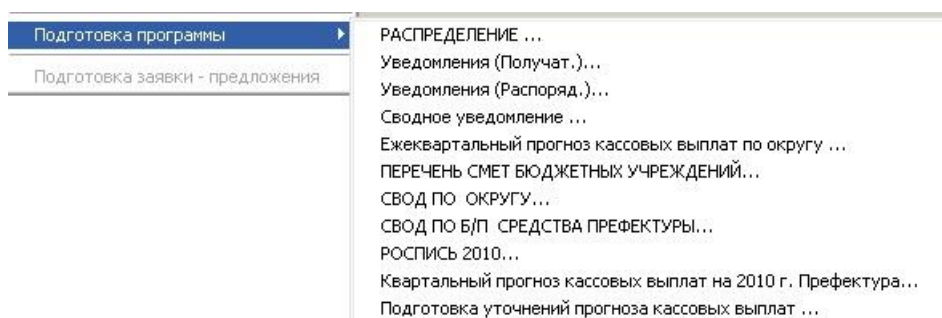 Подготовка программы
Подготовка заявки - предложения
РАСПРЕДЕЛЕНИЕ ...
Уведомления (Получат.)...
Уведомления (Распоряд.)...
Сводное уведомление ...
Ежеквартальный прогноз кассовых выплат по округу ...
ПЕРЕЧЕНЬ СМЕТ БЮДЖЕТНЫХ УЧРЕЖДЕНИЙ...
СВОД ПО ОКРУГУ...
СВОД ПО Б/П СРЕДСТВА ПРЕФЕКТУРЫ...
РОСПИСЬ 2010...
Квартальный прогноз кассовых выплат на 2010 г. Префектура...
Подготовка уточнений прогноза кассовых выплат ...